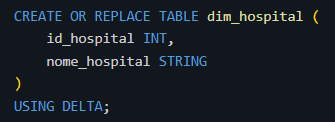 CREATE OR REPLACE TABLE dim_hospital (
    id_hospital INT,
    nome_hospital STRING
)
USING DELTA;